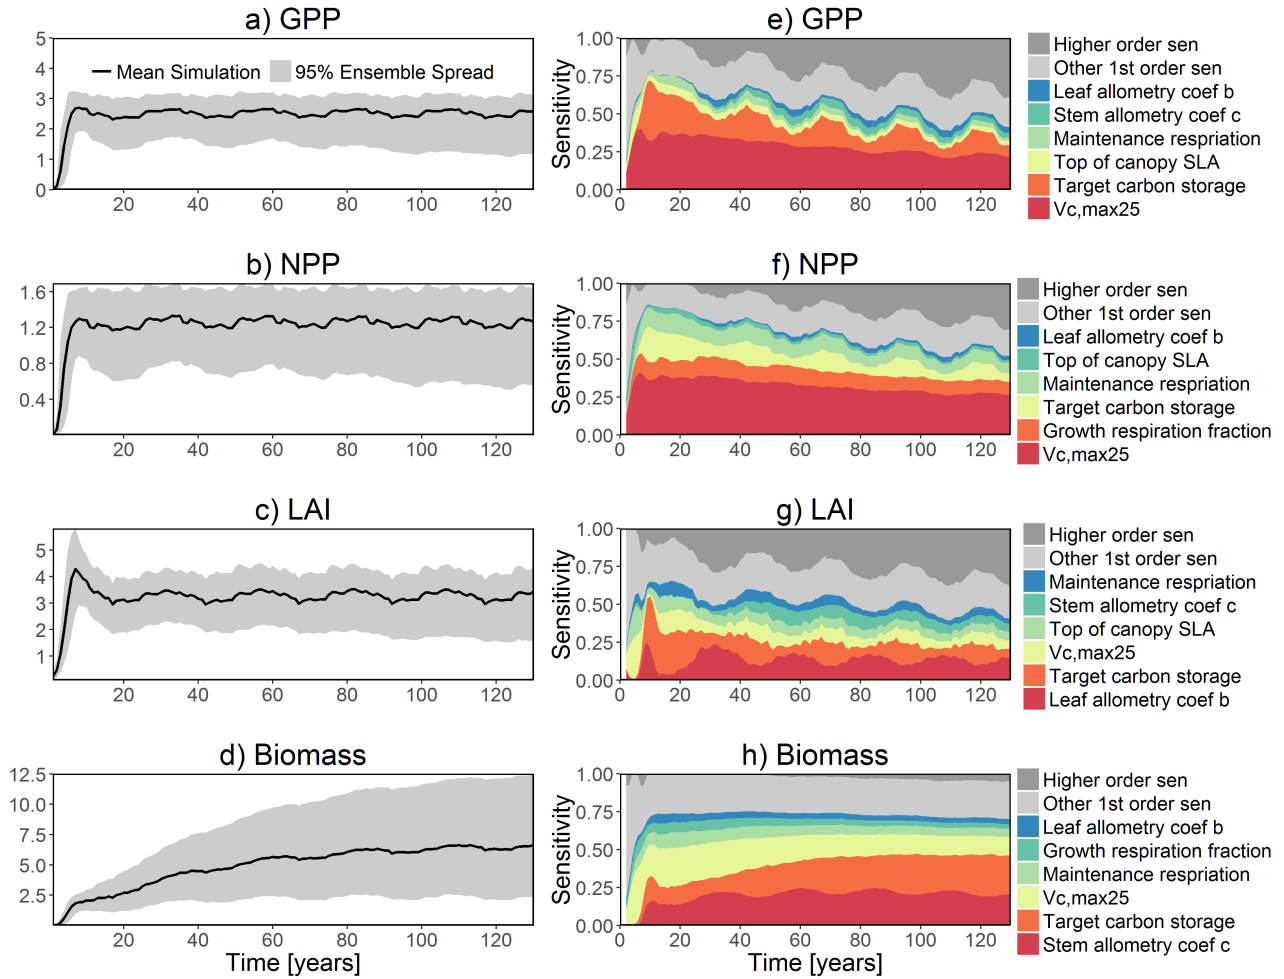 a) GPP
5
4
3
2
1
0
Mean Simulation
95% Ensemble Spread
20 40 60 80 100 120
e) GPP
Sensitivity
1.00
0.75
0.50
0.25
0.00
0 20 40 60 80 100 120
Higher order sen
Other 1st order sen
Leaf allometry coef b
Stem allometry coef c
Maintenance respriation
Top of canopy SLA
Target carbon storage
Vc,max25
b) NPP
1.6
1.2
0.8
0.4
20 40 60 80 100 120
f) NPP
Sensitivity
1.00
0.75
0.50
0.25
0.00
0 20 40 60 80 100 120
Higher order sen
Other 1st order sen
Leaf allometry coef b
Top of canopy SLA
Maintenance respriation
Target carbon storage
Growth respiration fraction
Vc,max25
c) LAI
5
4
3
2
1
20 40 60 80 100 120
g) LAI
Sensitivity
1.00
0.75
0.50
0.25
0.00
0 20 40 60 80 100 120
Higher order sen
Other 1st order sen
Maintenance respriation
Stem allometry coef c
Top of canopy SLA
Vc,max25
Target carbon storage
Leaf allometry coef b
d) Biomass
12.5
10.0
7.5
5.0
2.5
20 40 60 80 100 120
Time [years]
h) Biomass
Sensitivity
1.00
0.75
0.50
0.25
0.00
0 20 40 60 80 100 120
Time [years]
Higher order sen
Other 1st order sen
Leaf allometry coef b
Growth respiration fraction
Maintenance respriation
Vc,max25
Target carbon storage
Stem allometry coef c